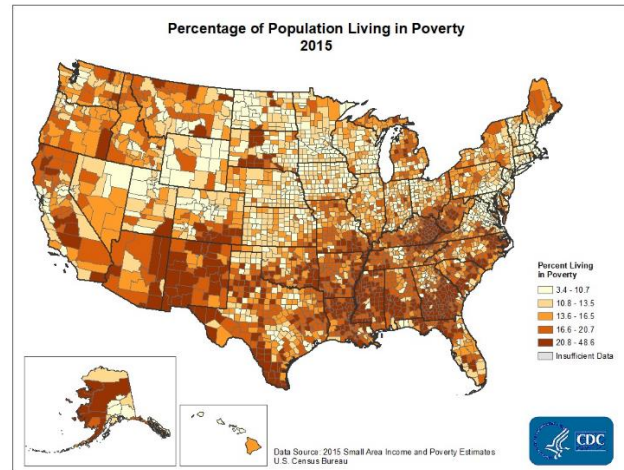 Percentage of Population Living in Poverty
2015
Percent Living
in Poverty
3.4 - 10.7
10.8 - 13.5
13.6 - 16.5
16.6 - 20.7
20.8 - 48.6
Insufficient Data
Data Source: 2015 Small Area Income and Poverty Estimates
U.S. Census Bureau
CDC